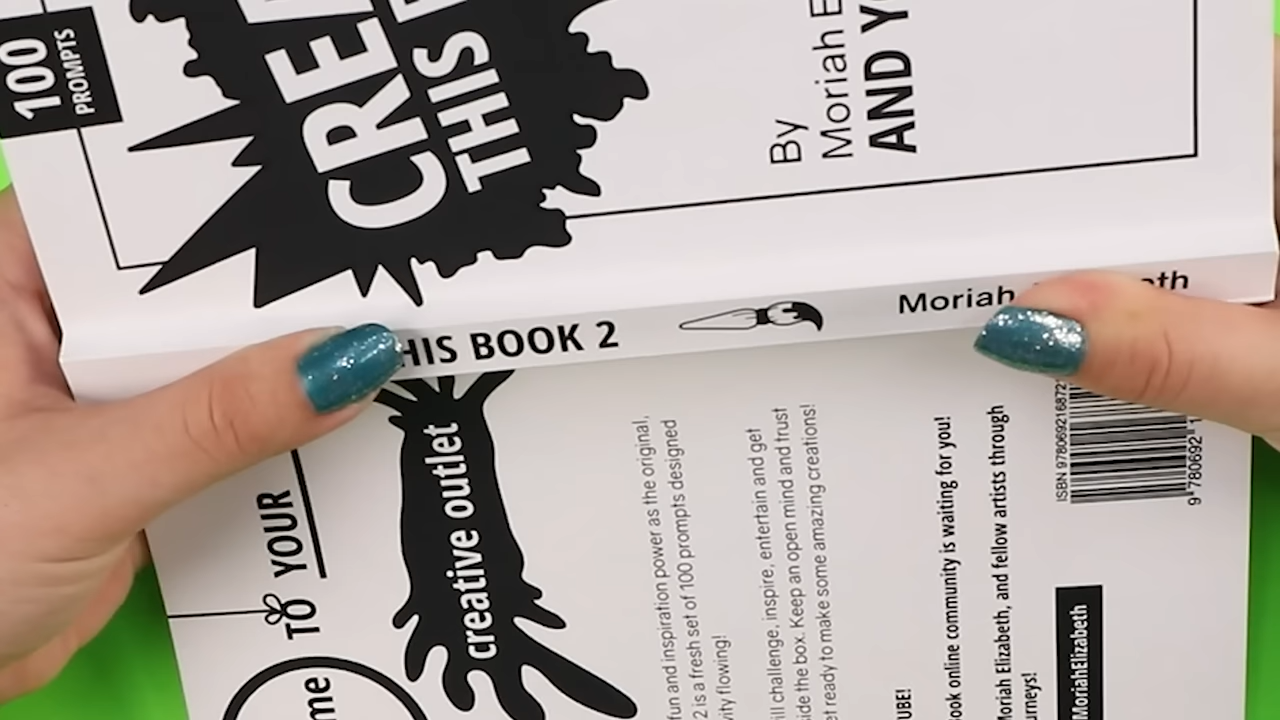 100
PROMPTS
CRE
THIS
By
Moriah E
AND Y
HIS BOOK 2
Moriah
th
me TO YOUR
creative outlet
fun and inspiration power as the original,
2 is a fresh set of 100 prompts designed
vity flowing!
ill challenge, inspire, entertain and get
side the box. Keep an open mind and trust
et ready to make some amazing creations!
UBE!
ook online community is waiting for you!
Moriah Elizabeth, and fellow artists through
urneys!
MoriahElizabeth
ISBN 978069216872
9 780692 1